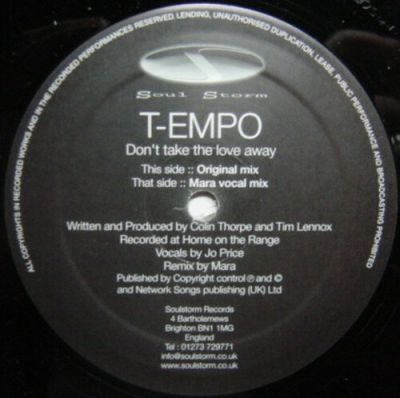 ALL COPYRIGHTS IN RECORDED WORKS AND IN THE RECORDED PERFORMANCES RESERVED, LENDING, UNAUTHORISED DUPLICATION, LEASE, PUBLIC PERFORMANCE AND BROADCASTING PROHIBITED
Soul Storm
T-EMPO
Don't take the love away
This side :: Original mix
That side :: Mara vocal mix
Written and Produced by Colin Thorpe and Tim Lennox
Recorded at Home on the Range
Vocals by Jo Price
Remix by Mara
Published by Copyright control ℗ and ©
and Network Songs publishing (UK) Ltd
Soulstorm Records
4 Bartholemews
Brighton BN1 1MG
England
Tel : 01273 729771
info@soulstorm.co.uk
www.soulstorm.co.uk